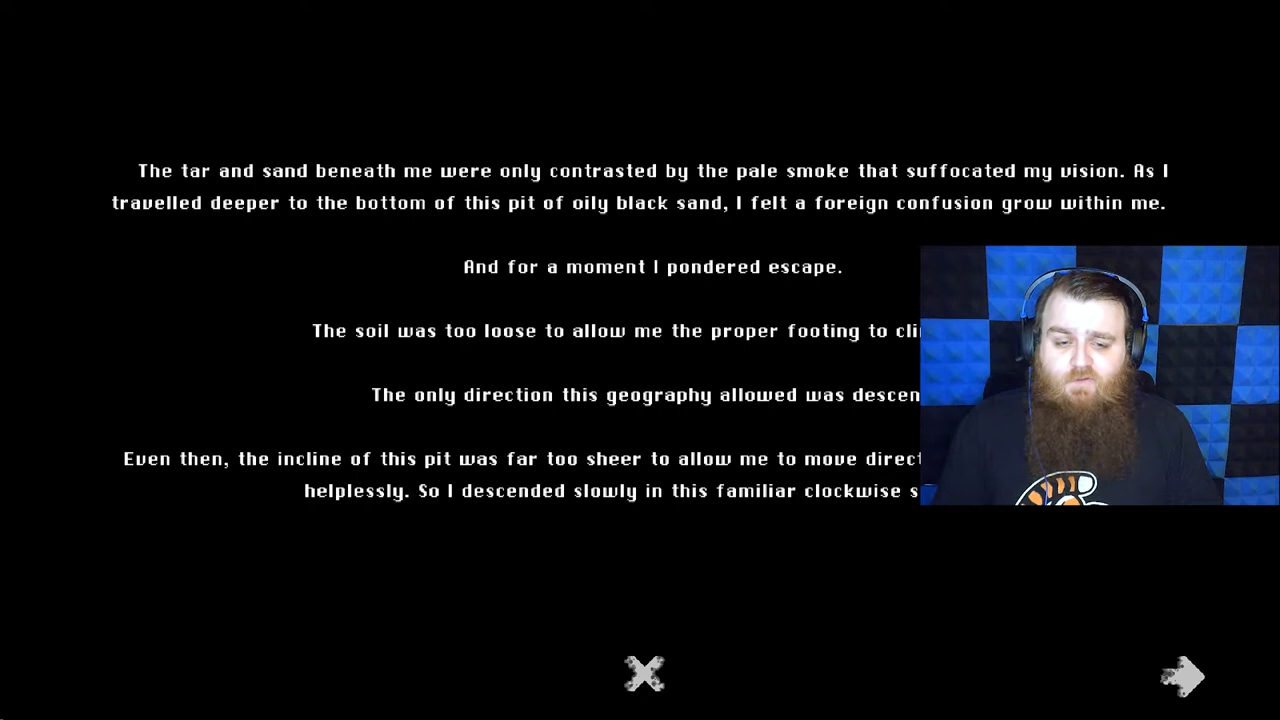 The tar and sand beneath me were only contrasted by the pale smoke that suffocated my vision. As I
travelled deeper to the bottom of this pit of oily black sand, I felt a foreign confusion grow within me.
And for a moment I pondered escape.
The soil was too loose to allow me the proper footing to
The only direction this geography allowed was
Even then, the incline of this pit was far too sheer to allow me to move
helplessly. So I descended slowly in this familiar clockwise